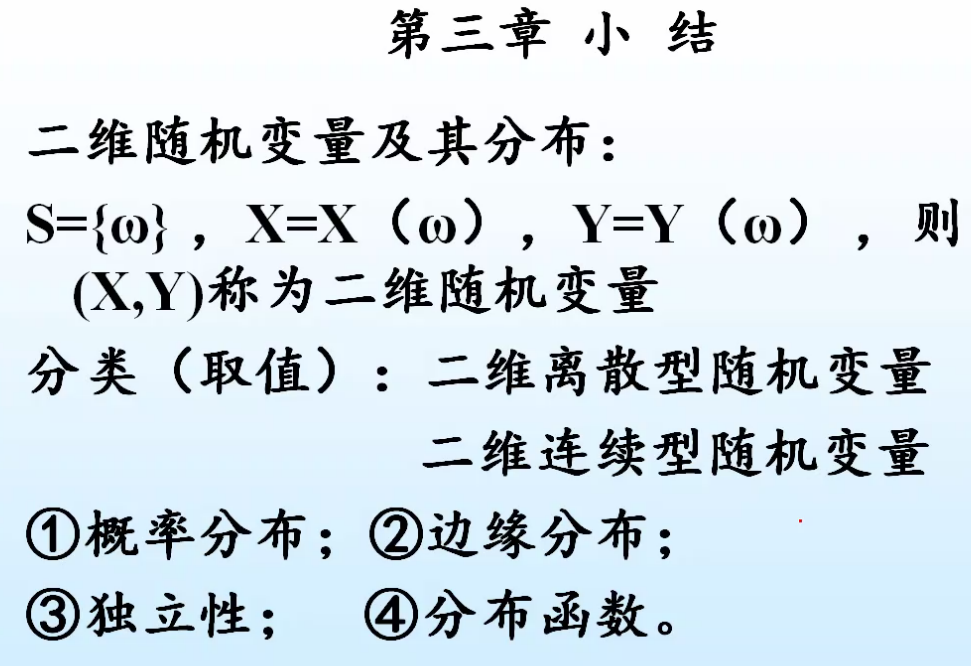 第三章 小 结
二维随机变量及其分布：
S={ω}，X=X（ω），Y=Y（ω），则
(X,Y)称为二维随机变量
分类（取值）：二维离散型随机变量
二维连续型随机变量
①概率分布；②边缘分布；
③独立性； ④分布函数。